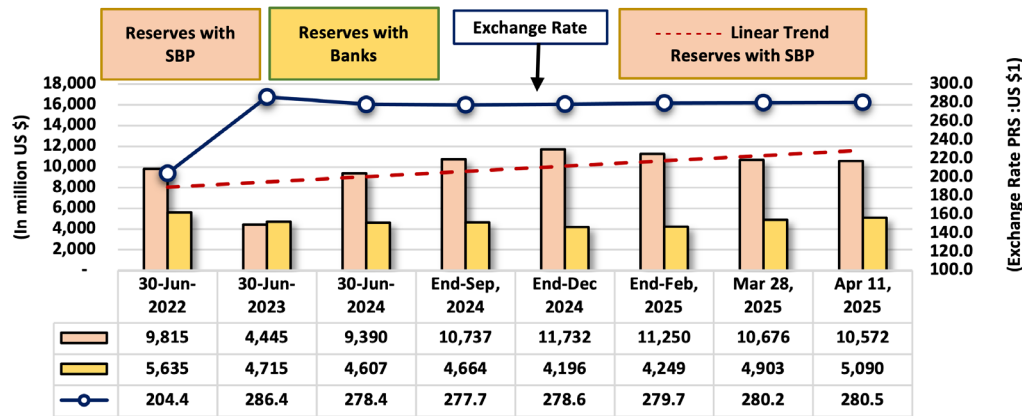 Reserves with
SBP
Reserves with
Banks
Exchange Rate
Linear Trend
Reserves with SBP
(In million US $)
18,000
16,000
14,000
12,000
10,000
8,000
6,000
4,000
2,000
-
300.0
280.0
260.0
240.0
220.0
200.0
180.0
160.0
140.0
120.0
100.0
(Exchange Rate PRS :US $1)
30-Jun-
2022
30-Jun-
2023
30-Jun-
2024
End-Sep,
2024
End-Dec
2024
End-Feb,
2025
Mar 28,
2025
Apr 11,
2025
9,815 4,445 9,390 10,737 11,732 11,250 10,676 10,572
5,635 4,715 4,607 4,664 4,196 4,249 4,903 5,090
204.4 286.4 278.4 277.7 278.6 279.7 280.2 280.5